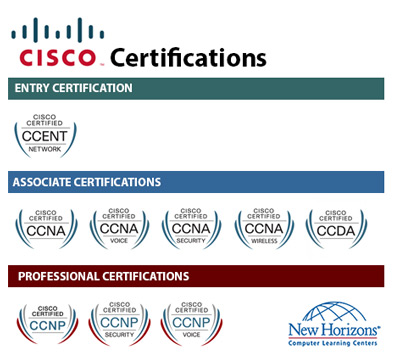 CISCO™ Certifications
ENTRY CERTIFICATION
CISCO
CERTIFIED
CCENT
NETWORK
ASSOCIATE CERTIFICATIONS
CISCO
CERTIFIED
CCNA
CISCO
CERTIFIED
CCNA
VOICE
CISCO
CERTIFIED
CCNA
SECURITY
CISCO
CERTIFIED
CCNA
WIRELESS
CISCO
CERTIFIED
CCDA
PROFESSIONAL CERTIFICATIONS
CISCO
CERTIFIED
CCNP
CISCO
CERTIFIED
CCNP
SECURITY
CISCO
CERTIFIED
CCNP
VOICE
New Horizons®
Computer Learning Centers